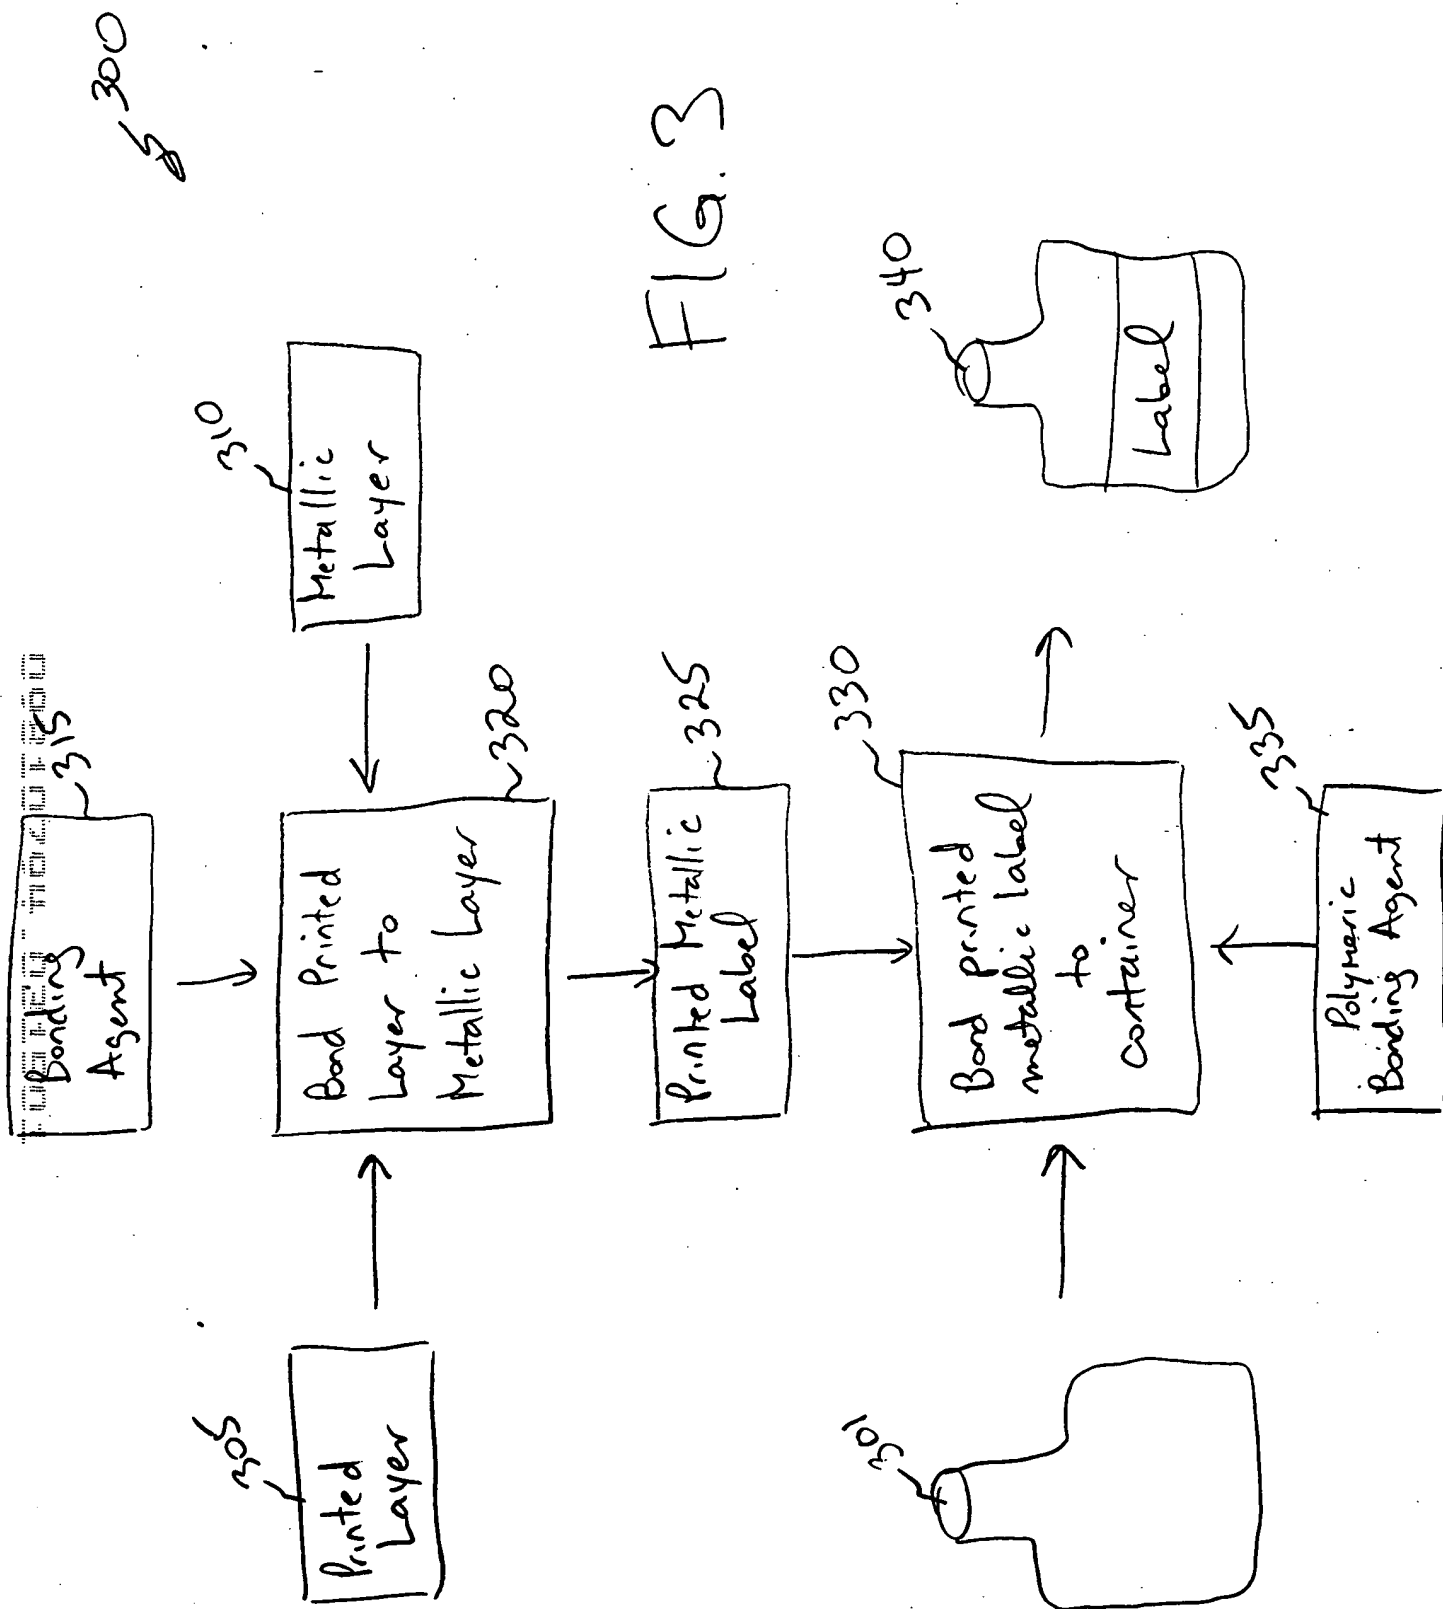 300
315
Bonding
Agent
305
Printed
Layer
320
Bond Printed
Layer to
Metallic Layer
310
Metallic
Layer
325
Printed Metallic
Label
FIG. 3
301
330
Bond printed
metallic label
to
container
340
Label
335
Polymeric
Bonding Agent